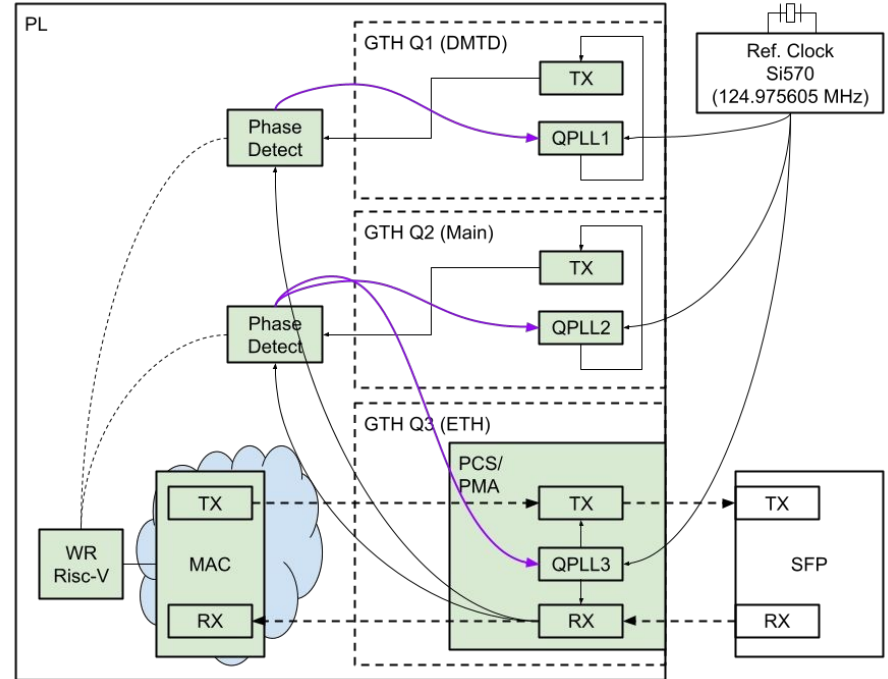 PL
GTH Q1 (DMTD)
TX
QPLL1
Phase
Detect
Ref. Clock
Si570
(124.975605 MHz)
GTH Q2 (Main)
TX
QPLL2
Phase
Detect
GTH Q3 (ETH)
PCS/
PMA
TX
QPLL3
RX
TX
MAC
RX
WR
Risc-V
TX
SFP
RX